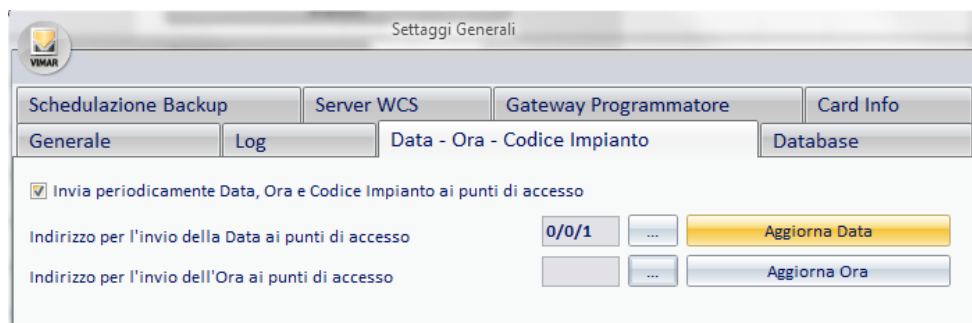 Settaggi Generali
VIMAR
Schedulazione Backup Server WCS Gateway Programmatore Card Info
Generale Log Data - Ora - Codice Impianto Database
Invia periodicamente Data, Ora e Codice Impianto ai punti di accesso
Indirizzo per l'invio della Data ai punti di accesso 0/0/1 ... Aggiorna Data
Indirizzo per l'invio dell'Ora ai punti di accesso ... Aggiorna Ora